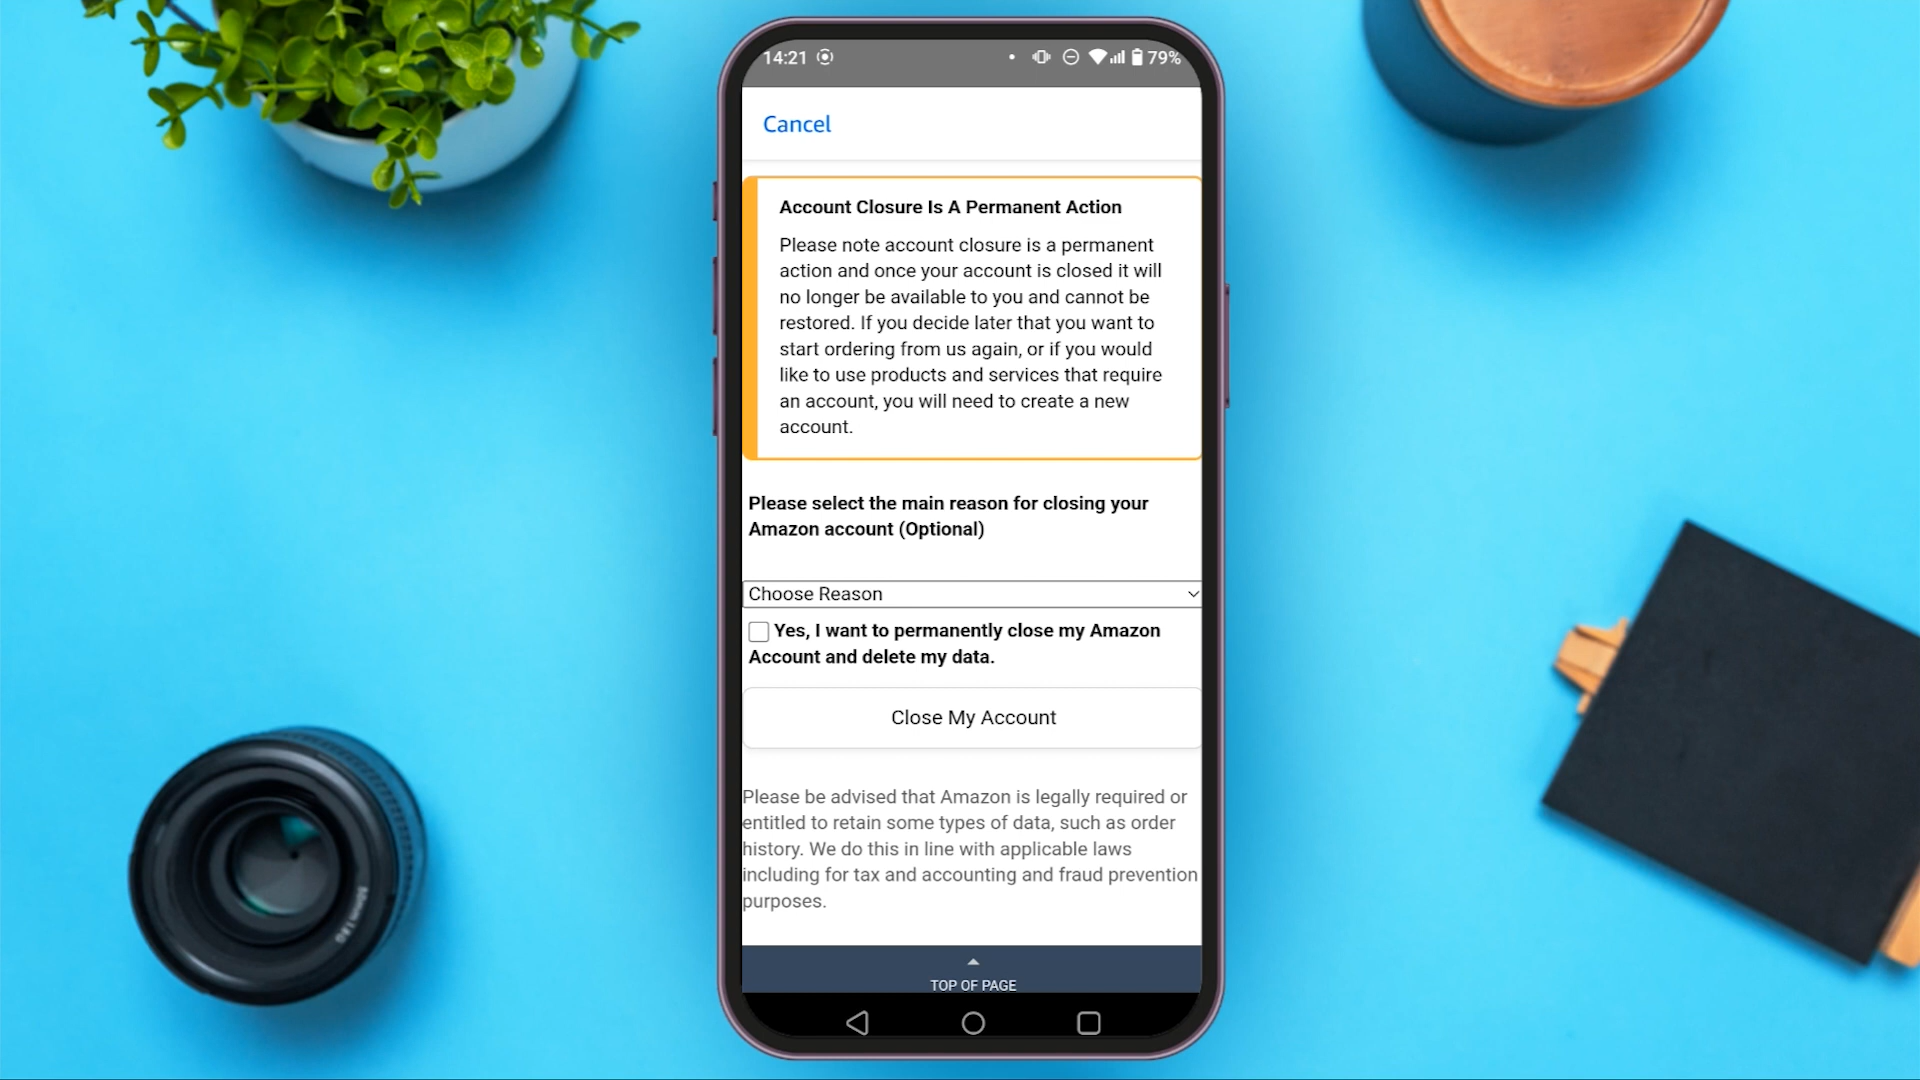 14:21
79%
Cancel
Account Closure Is A Permanent Action
Please note account closure is a permanent
action and once your account is closed it will
no longer be available to you and cannot be
restored. If you decide later that you want to
start ordering from us again, or if you would
like to use products and services that require
an account, you will need to create a new
account.
Please select the main reason for closing your
Amazon account (Optional)
Choose Reason
Yes, I want to permanently close my Amazon
Account and delete my data.
Close My Account
Please be advised that Amazon is legally required or
entitled to retain some types of data, such as order
history. We do this in line with applicable laws
including for tax and accounting and fraud prevention
purposes.
TOP OF PAGE